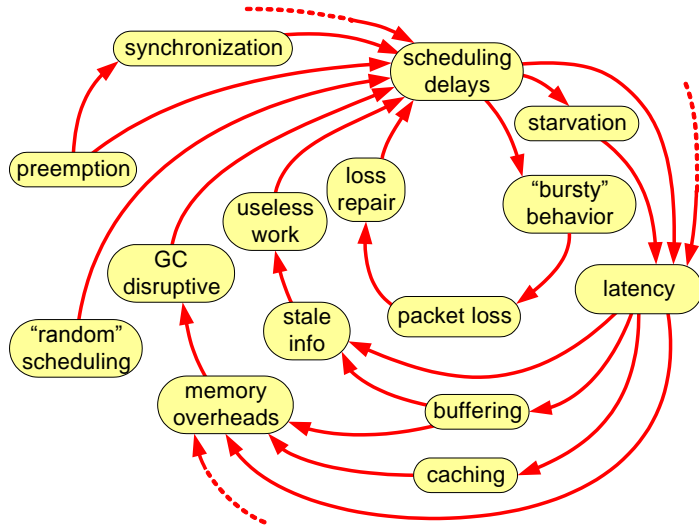 synchronization
scheduling
delays
starvation
preemption
loss
repair
"bursty"
behavior
useless
work
GC
disruptive
latency
"random"
scheduling
stale
info
packet loss
memory
overheads
buffering
caching